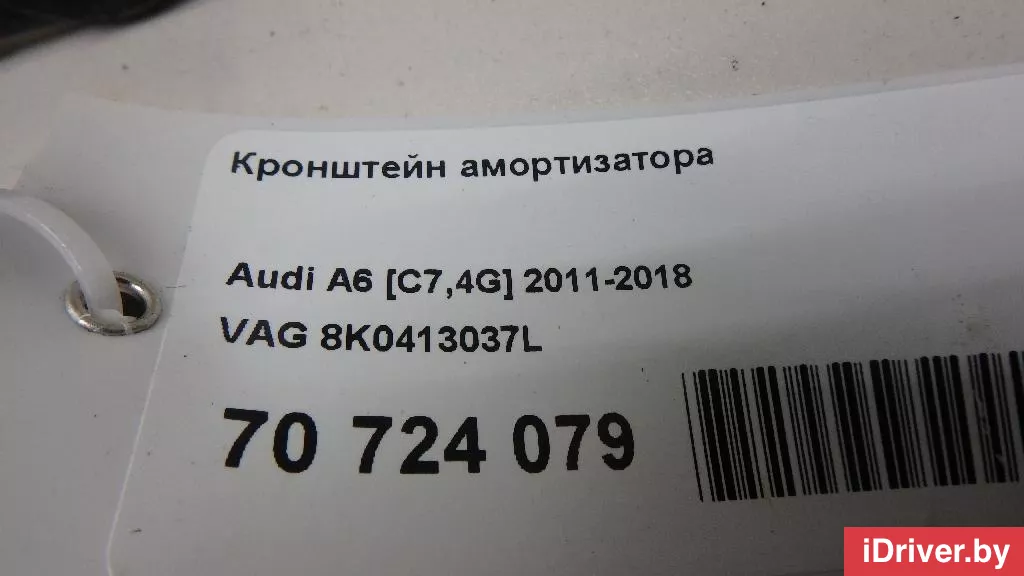 Кронштейн амортизатора
Audi A6 [C7,4G] 2011-2018
VAG 8K0413037L
70 724 079
iDriver.by